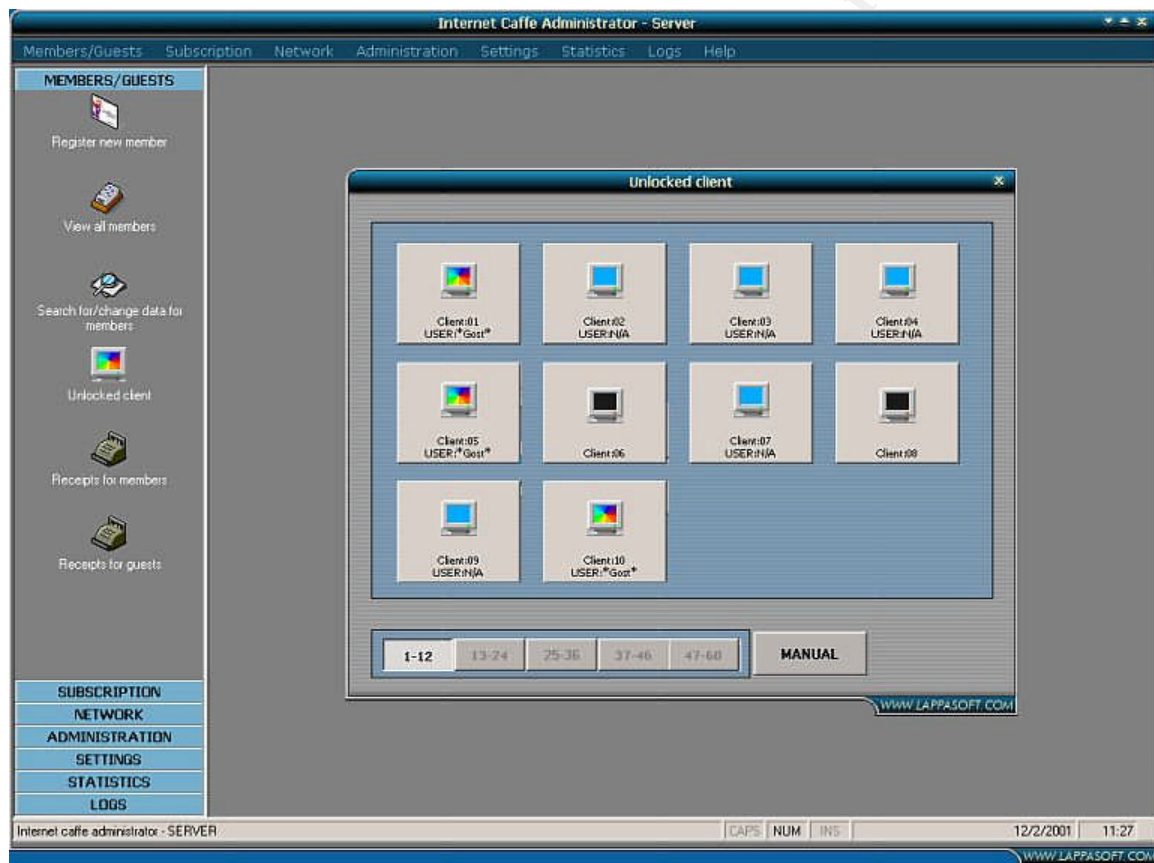 Internet Caffe Administrator - Server
Members/Guests Subscription Network Administration Settings Statistics Logs Help
MEMBERS/GUESTS
Register new member
View all members
Search for/change data for
members
Unlocked client
Receipts for members
Receipts for guests
SUBSCRIPTION
NETWORK
ADMINISTRATION
SETTINGS
STATISTICS
LOGS
Unlocked client
Client:01
USER:*Gost*
Client:02
USER:N/A
Client:03
USER:N/A
Client:04
USER:N/A
Client:05
USER:*Gost*
Client:06
Client:07
USER:N/A
Client:08
Client:09
USER:N/A
Client:10
USER:*Gost*
1-12 13-24 25-36 37-46 47-60 MANUAL
WWW.LAPPASOFT.COM
Internet caffe administrator - SERVER CAPS NUM INS 12/2/2001 11:27
WWW.LAPPASOFT.COM